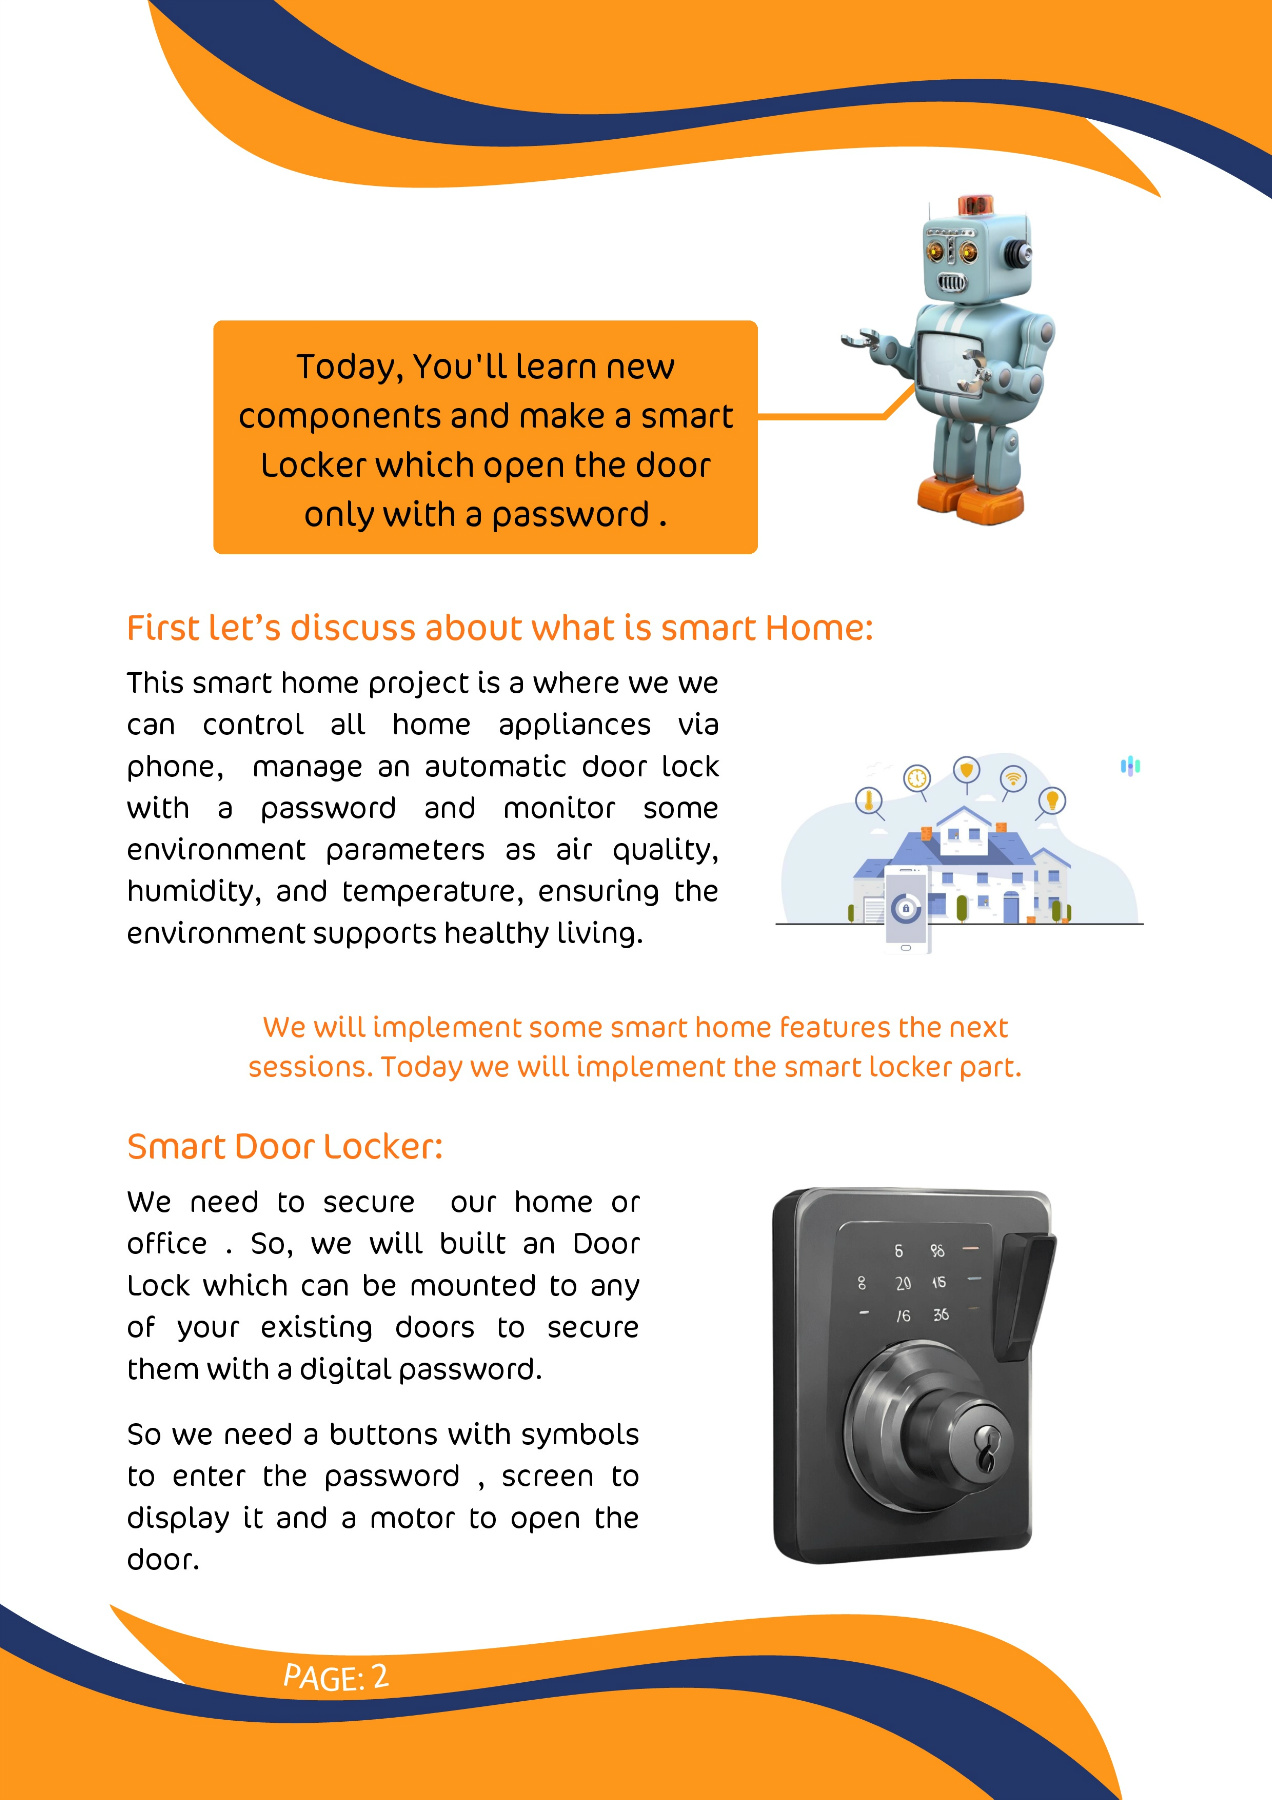 Today, You'll learn new
components and make a smart
Locker which open the door
only with a password .
First let's discuss about what is smart Home:
This smart home project is a where we we
can control all home appliances via
phone, manage an automatic door lock
with a password and monitor some
environment parameters as air quality,
humidity, and temperature, ensuring the
environment supports healthy living.
We will implement some smart home features the next
sessions. Today we will implement the smart locker part.
Smart Door Locker:
We need to secure our home or
office . So, we will built an Door
Lock which can be mounted to any
of your existing doors to secure
them with a digital password.
So we need a buttons with symbols
to enter the password , screen to
display it and a motor to open the
door.
5 98
8 20 15
16 36
PAGE: 2